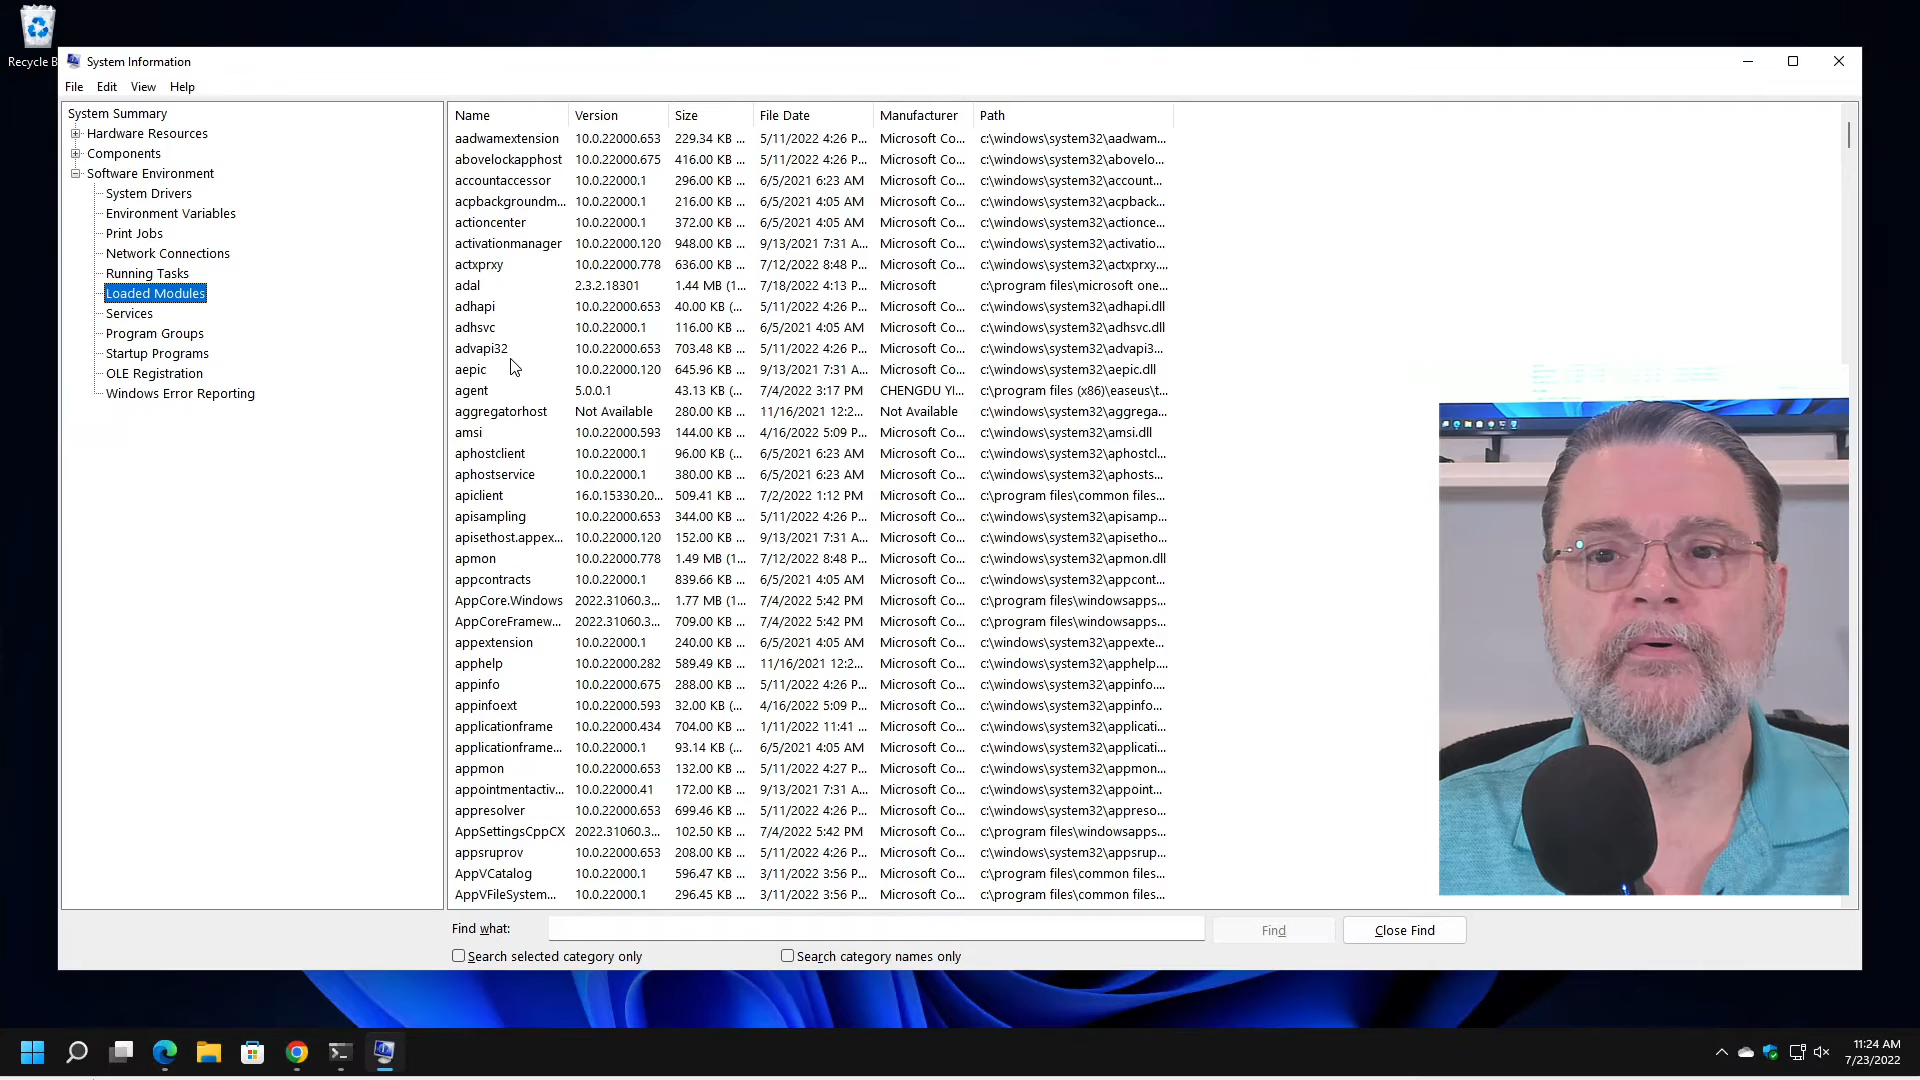 Recycle B
System Information
File Edit View Help
System Summary
Hardware Resources
Components
Software Environment
System Drivers
Environment Variables
Print Jobs
Network Connections
Running Tasks
Loaded Modules
Services
Program Groups
Startup Programs
OLE Registration
Windows Error Reporting
Name Version Size File Date Manufacturer Path
aadwamextension 10.0.22000.653 229.34 KB ... 5/11/2022 4:26 P... Microsoft Co... c:\windows\system32\aadwam...
abovelockapphost 10.0.22000.675 416.00 KB ... 5/11/2022 4:26 P... Microsoft Co... c:\windows\system32\abovelo...
accountaccessor 10.0.22000.1 296.00 KB ... 6/5/2021 6:23 AM Microsoft Co... c:\windows\system32\account...
acpbackgroundm... 10.0.22000.1 216.00 KB ... 6/5/2021 4:05 AM Microsoft Co... c:\windows\system32\acpback...
actioncenter 10.0.22000.1 372.00 KB ... 6/5/2021 4:05 AM Microsoft Co... c:\windows\system32\actionce...
activationmanager 10.0.22000.120 948.00 KB ... 9/13/2021 7:31 A... Microsoft Co... c:\windows\system32\activatio...
actxprxy 10.0.22000.778 636.00 KB ... 7/12/2022 8:48 P... Microsoft Co... c:\windows\system32\actxprxy....
adal 2.3.2.18301 1.44 MB (1... 7/18/2022 4:13 P... Microsoft c:\program files\microsoft one...
adhapi 10.0.22000.653 40.00 KB (... 5/11/2022 4:26 P... Microsoft Co... c:\windows\system32\adhapi.dll
adhsvc 10.0.22000.1 116.00 KB ... 6/5/2021 4:05 AM Microsoft Co... c:\windows\system32\adhsvc.dll
advapi32 10.0.22000.653 703.48 KB ... 5/11/2022 4:26 P... Microsoft Co... c:\windows\system32\advapi3...
aepic 10.0.22000.120 645.96 KB ... 9/13/2021 7:31 A... Microsoft Co... c:\windows\system32\aepic.dll
agent 5.0.0.1 43.13 KB (... 7/4/2022 3:17 PM CHENGDU YI... c:\program files (x86)\easeus\t...
aggregatorhost Not Available 280.00 KB ... 11/16/2021 12:2... Not Available c:\windows\system32\aggrega...
amsi 10.0.22000.593 144.00 KB ... 4/16/2022 5:09 P... Microsoft Co... c:\windows\system32\amsi.dll
aphostclient 10.0.22000.1 96.00 KB (... 6/5/2021 6:23 AM Microsoft Co... c:\windows\system32\aphostcl...
aphostservice 10.0.22000.1 380.00 KB ... 6/5/2021 6:23 AM Microsoft Co... c:\windows\system32\aphosts...
apiclient 16.0.15330.20... 509.41 KB ... 7/2/2022 1:12 PM Microsoft Co... c:\program files\common files...
apisampling 10.0.22000.653 344.00 KB ... 5/11/2022 4:26 P... Microsoft Co... c:\windows\system32\apisamp...
apisethost.appex... 10.0.22000.120 152.00 KB ... 9/13/2021 7:31 A... Microsoft Co... c:\windows\system32\apisetho...
apmon 10.0.22000.778 1.49 MB (1... 7/12/2022 8:48 P... Microsoft Co... c:\windows\system32\apmon.dll
appcontracts 10.0.22000.1 839.66 KB ... 6/5/2021 4:05 AM Microsoft Co... c:\windows\system32\appcont...
AppCore.Windows 2022.31060.3... 1.77 MB (1... 7/4/2022 5:42 PM Microsoft Co... c:\program files\windowsapps...
AppCoreFramew... 2022.31060.3... 709.00 KB ... 7/4/2022 5:42 PM Microsoft Co... c:\program files\windowsapps...
appextension 10.0.22000.1 240.00 KB ... 6/5/2021 4:05 AM Microsoft Co... c:\windows\system32\appexte...
apphelp 10.0.22000.282 589.49 KB ... 11/16/2021 12:2... Microsoft Co... c:\windows\system32\apphelp....
appinfo 10.0.22000.675 288.00 KB ... 5/11/2022 4:26 P... Microsoft Co... c:\windows\system32\appinfo....
appinfoext 10.0.22000.593 32.00 KB (... 4/16/2022 5:09 P... Microsoft Co... c:\windows\system32\appinfo...
applicationframe 10.0.22000.434 704.00 KB ... 1/11/2022 11:41 ... Microsoft Co... c:\windows\system32\applicati...
applicationframe... 10.0.22000.1 93.14 KB (... 6/5/2021 4:05 AM Microsoft Co... c:\windows\system32\applicati...
appmon 10.0.22000.653 132.00 KB ... 5/11/2022 4:27 P... Microsoft Co... c:\windows\system32\appmon...
appointmentactiv... 10.0.22000.41 172.00 KB ... 9/13/2021 7:31 A... Microsoft Co... c:\windows\system32\appoint...
appresolver 10.0.22000.653 699.46 KB ... 5/11/2022 4:26 P... Microsoft Co... c:\windows\system32\appreso...
AppSettingsCppCX 2022.31060.3... 102.50 KB ... 7/4/2022 5:42 PM Microsoft Co... c:\program files\windowsapps...
appsruprov 10.0.22000.653 208.00 KB ... 5/11/2022 4:26 P... Microsoft Co... c:\windows\system32\appsrup...
AppVCatalog 10.0.22000.1 596.47 KB ... 3/11/2022 3:56 P... Microsoft Co... c:\program files\common files...
AppVFileSystem... 10.0.22000.1 296.45 KB ... 3/11/2022 3:56 P... Microsoft Co... c:\program files\common files...
Find what: Find Close Find
Search selected category only Search category names only
11:24 AM
7/23/2022